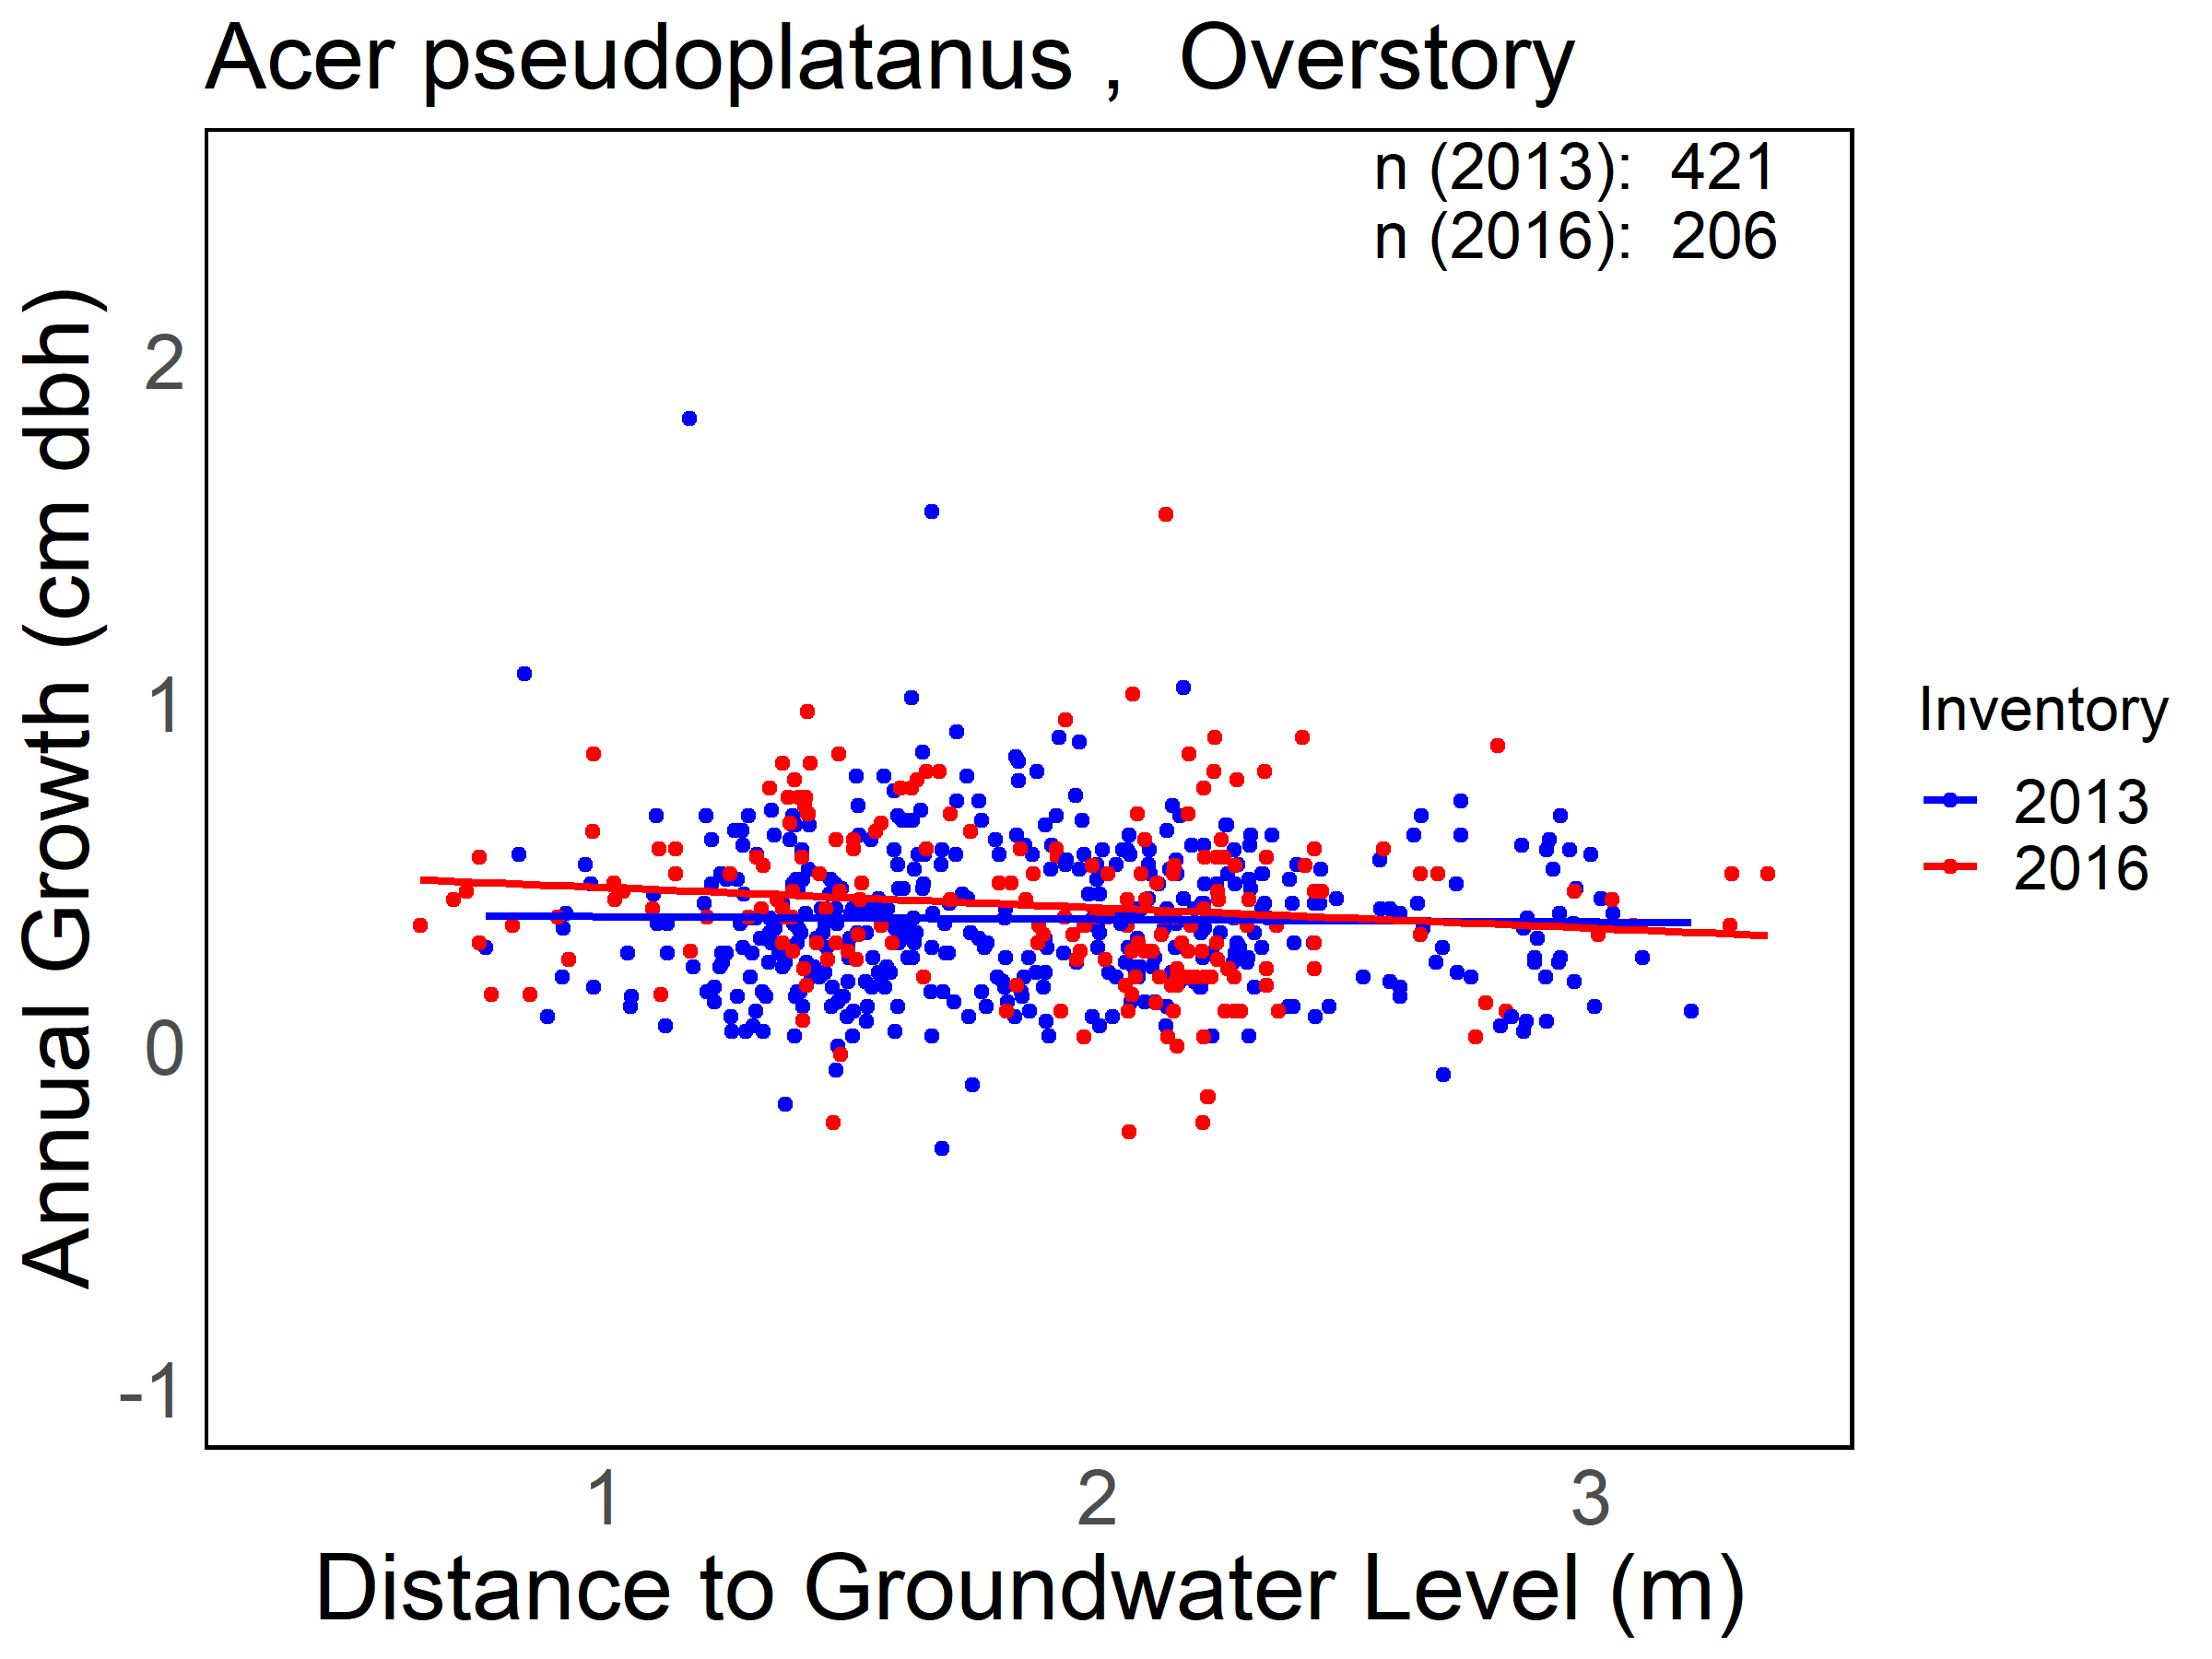 Acer pseudoplatanus ,  Overstory
n (2013):  421
n (2016):  206
Annual Growth (cm dbh)
2
1
0
-1
1
2
3
Distance to Groundwater Level (m)
Inventory
2013
2016